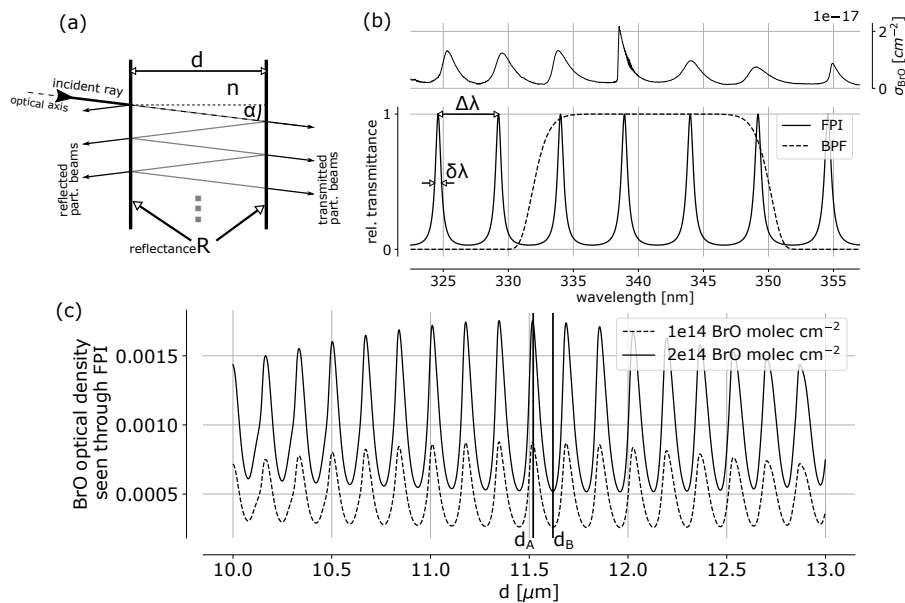 (a)
d
n
incident ray
optical axis
α
reflected
part. beams
transmitted
part. beams
reflectance R
(b)
1e−17
2
0
σBrO [cm−2]
Δλ
δλ
FPI
BPF
rel. transmittance
1
0
325 330 335 340 345 350 355
wavelength [nm]
(c)
1e14 BrO molec cm−2
2e14 BrO molec cm−2
BrO optical density
seen through FPI
0.0015
0.0010
0.0005
dA dB
10.0 10.5 11.0 11.5 12.0 12.5 13.0
d [μm]